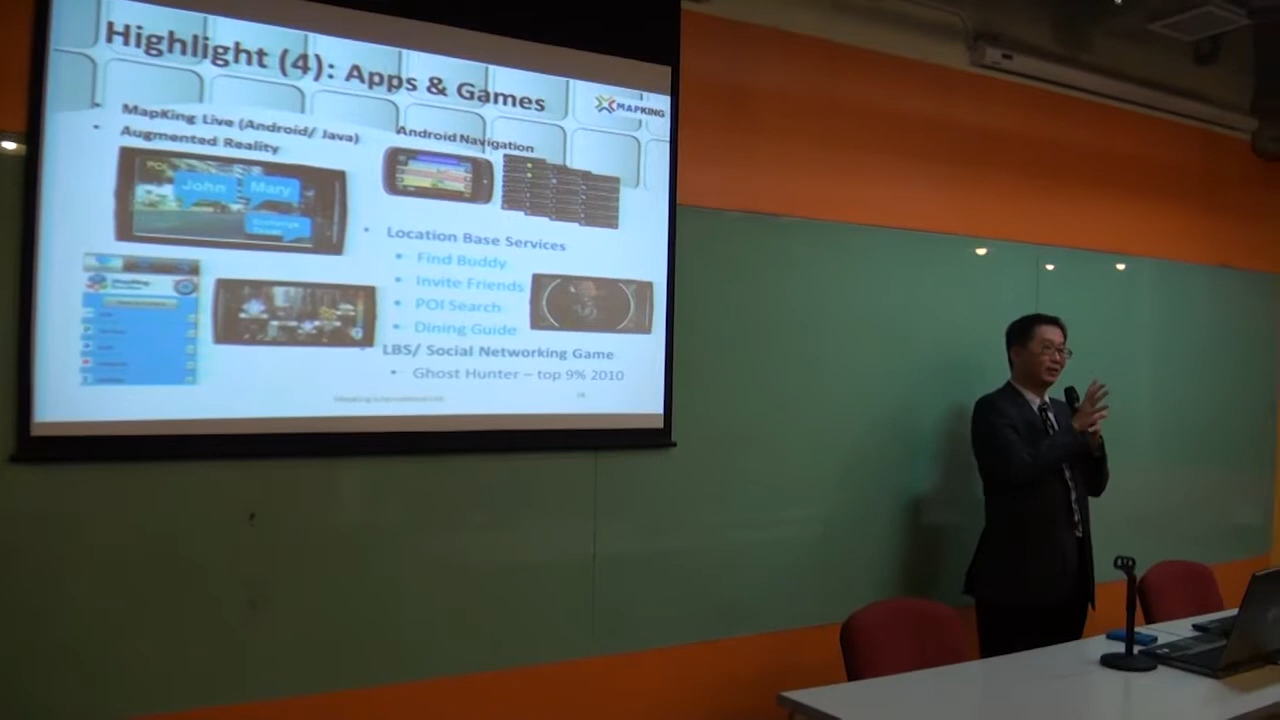 Highlight (4): Apps & Games
MAPKING
MapKing Live (Android/ Java)
Augmented Reality
Android Navigation
POI
John
Mary
Location Base Services
Find Buddy
Invite Friends
POI Search
Dining Guide
LBS/ Social Networking Game
Ghost Hunter – top 9% 2010